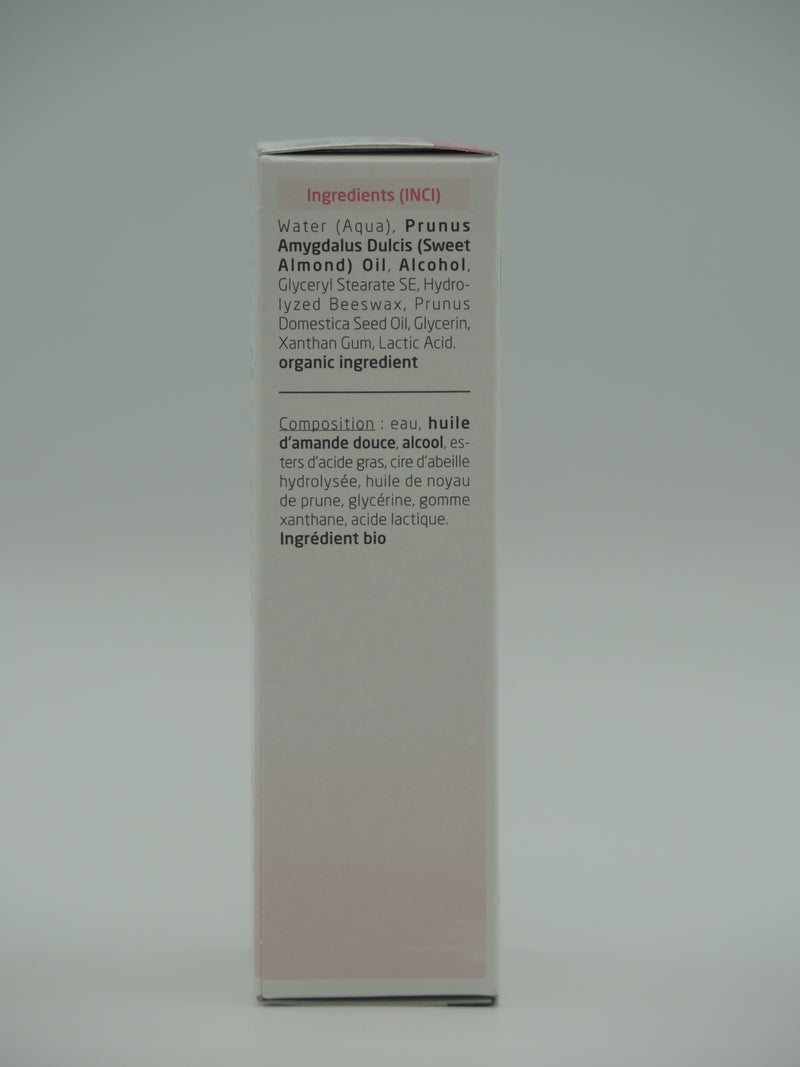 Ingredients (INCI)
Water (Aqua), Prunus
Amygdalus Dulcis (Sweet
Almond) Oil, Alcohol,
Glyceryl Stearate SE, Hydro-
lyzed Beeswax, Prunus
Domestica Seed Oil, Glycerin,
Xanthan Gum, Lactic Acid.
organic ingredient
Composition : eau, huile
d'amande douce, alcool, es-
ters d'acide gras, cire d'abeille
hydrolysée, huile de noyau
de prune, glycérine, gomme
xanthane, acide lactique.
Ingrédient bio